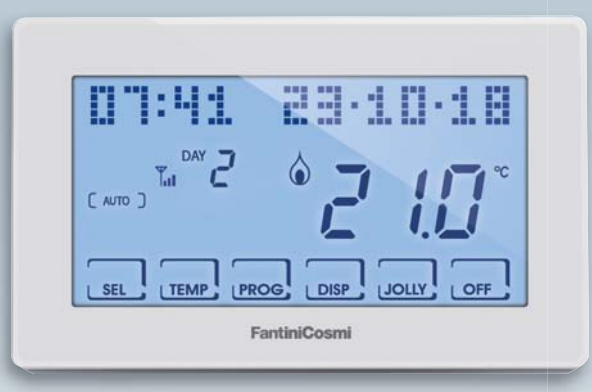 07:41 23·10·18
DAY 2
[ AUTO ]
21.0 °C
SEL TEMP PROG DISP JOLLY OFF
FantiniCosmi